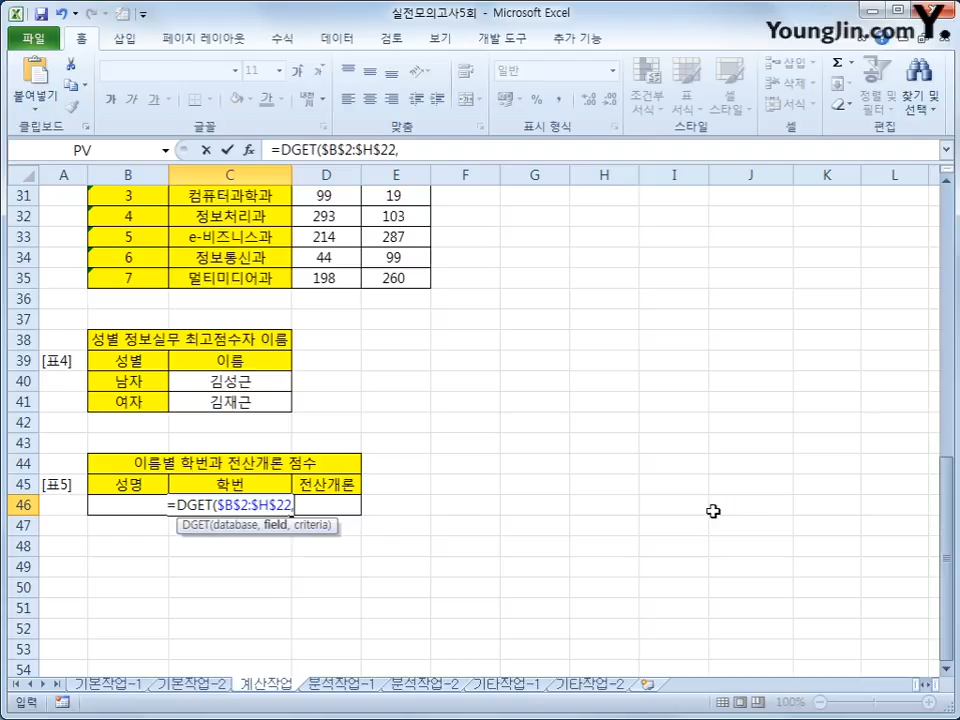 실전모의고사5회 - Microsoft Excel
Younglin.com Y.
파일 홈 삽입 페이지 레이아웃 수식 데이터 검토 보기 개발 도구 추가 기능
붙여넣기 11 일반 조건부 서식 표 서식 셀 스타일 삽입 삭제 서식 정렬 및 필터 찾기 및 선택
클립보드 글꼴 맞춤 표시 형식 스타일 셀 편집
PV =DGET($B$2:$H$22,
A B C D E F G H I J K L
31 3 컴퓨터과학과 99 19
32 4 정보처리과 293 103
33 5 e-비즈니스과 214 287
34 6 정보통신과 44 99
35 7 멀티미디어과 198 260
36
37
38 성별 정보실무 최고점수자 이름
39 [표4] 성별 이름
40 남자 김성근
41 여자 김재근
42
43
44 이름별 학번과 전산개론 점수
45 [표5] 성명 학번 전산개론
46 =DGET($B$2:$H$22,
47 DGET(database, field, criteria)
48
49
50
51
52
53
54
기본작업-1 기본작업-2 계산작업 분석작업-1 분석작업-2 기타작업-1 기타작업-2
입력 100%